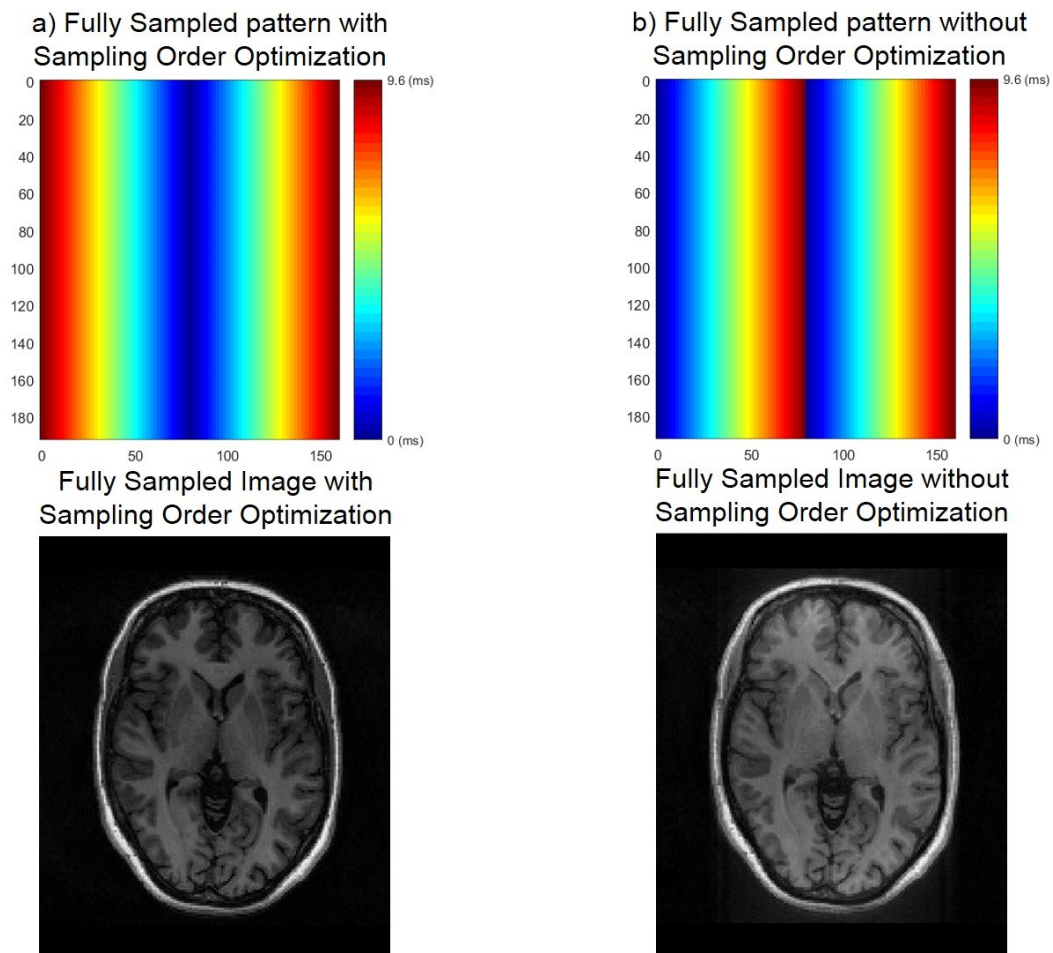 a) Fully Sampled pattern with
Sampling Order Optimization
0
20
40
60
80
100
120
140
160
180
0
50
100
150
9.6 (ms)
0 (ms)
Fully Sampled Image with
Sampling Order Optimization
b) Fully Sampled pattern without
Sampling Order Optimization
0
20
40
60
80
100
120
140
160
180
0
50
100
150
9.6 (ms)
0 (ms)
Fully Sampled Image without
Sampling Order Optimization